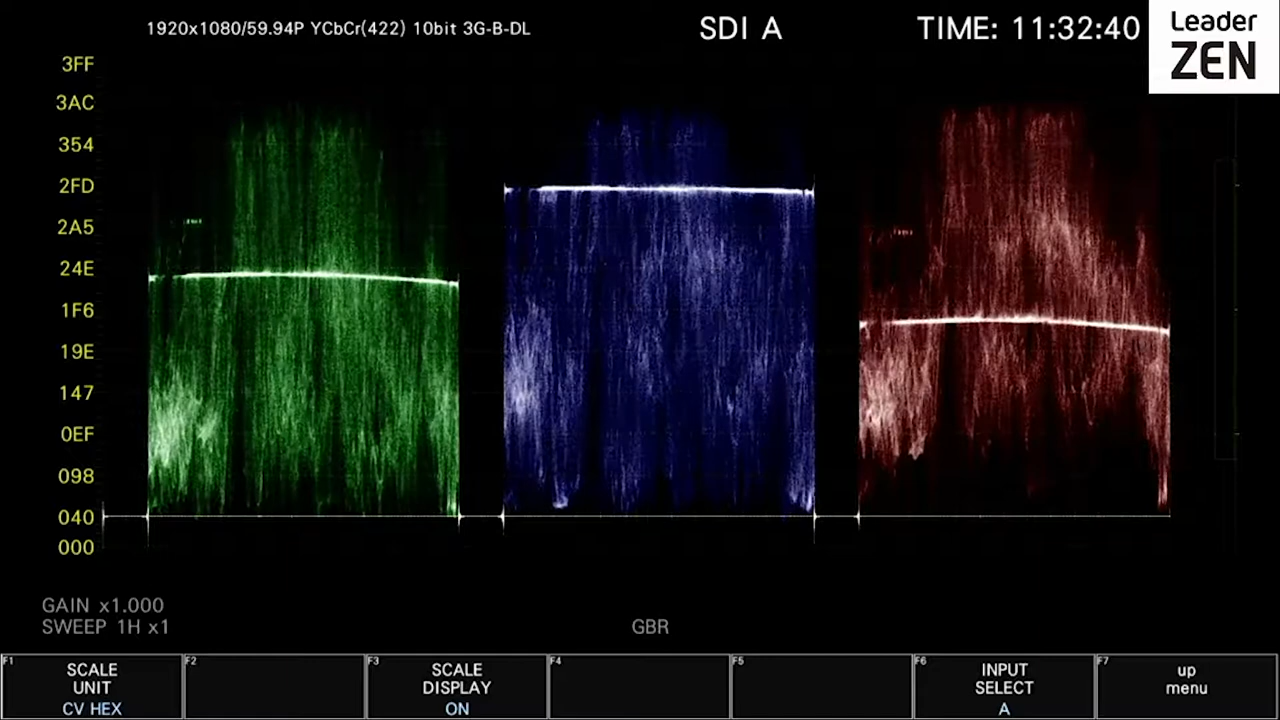 1920x1080/59.94P YCbCr(422) 10bit 3G-B-DL
SDI A
TIME: 11:32:40
Leader
ZEN
3FF
3AC
354
2FD
2A5
24E
1F6
19E
147
0EF
098
040
000
GAIN x1.000
SWEEP 1H x1
GBR
F1
SCALE
UNIT
CV HEX
F2
F3
SCALE
DISPLAY
ON
F4
F5
F6
INPUT
SELECT
A
F7
up
menu